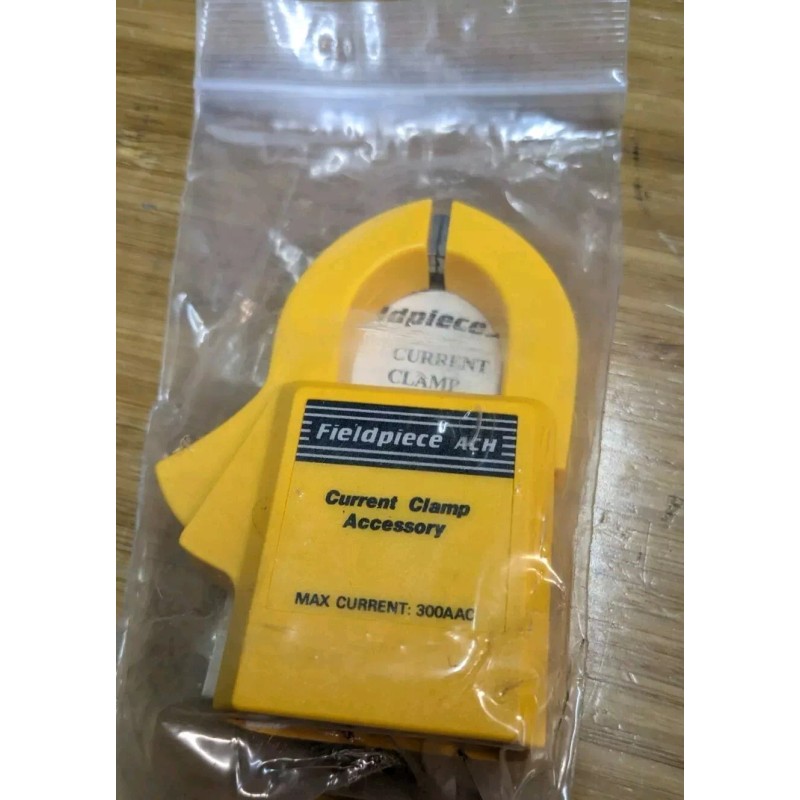 ldpiece
CURRENT
CLAMP
Fieldpiece ACH
Current Clamp
Accessory
MAX CURRENT: 300AAC